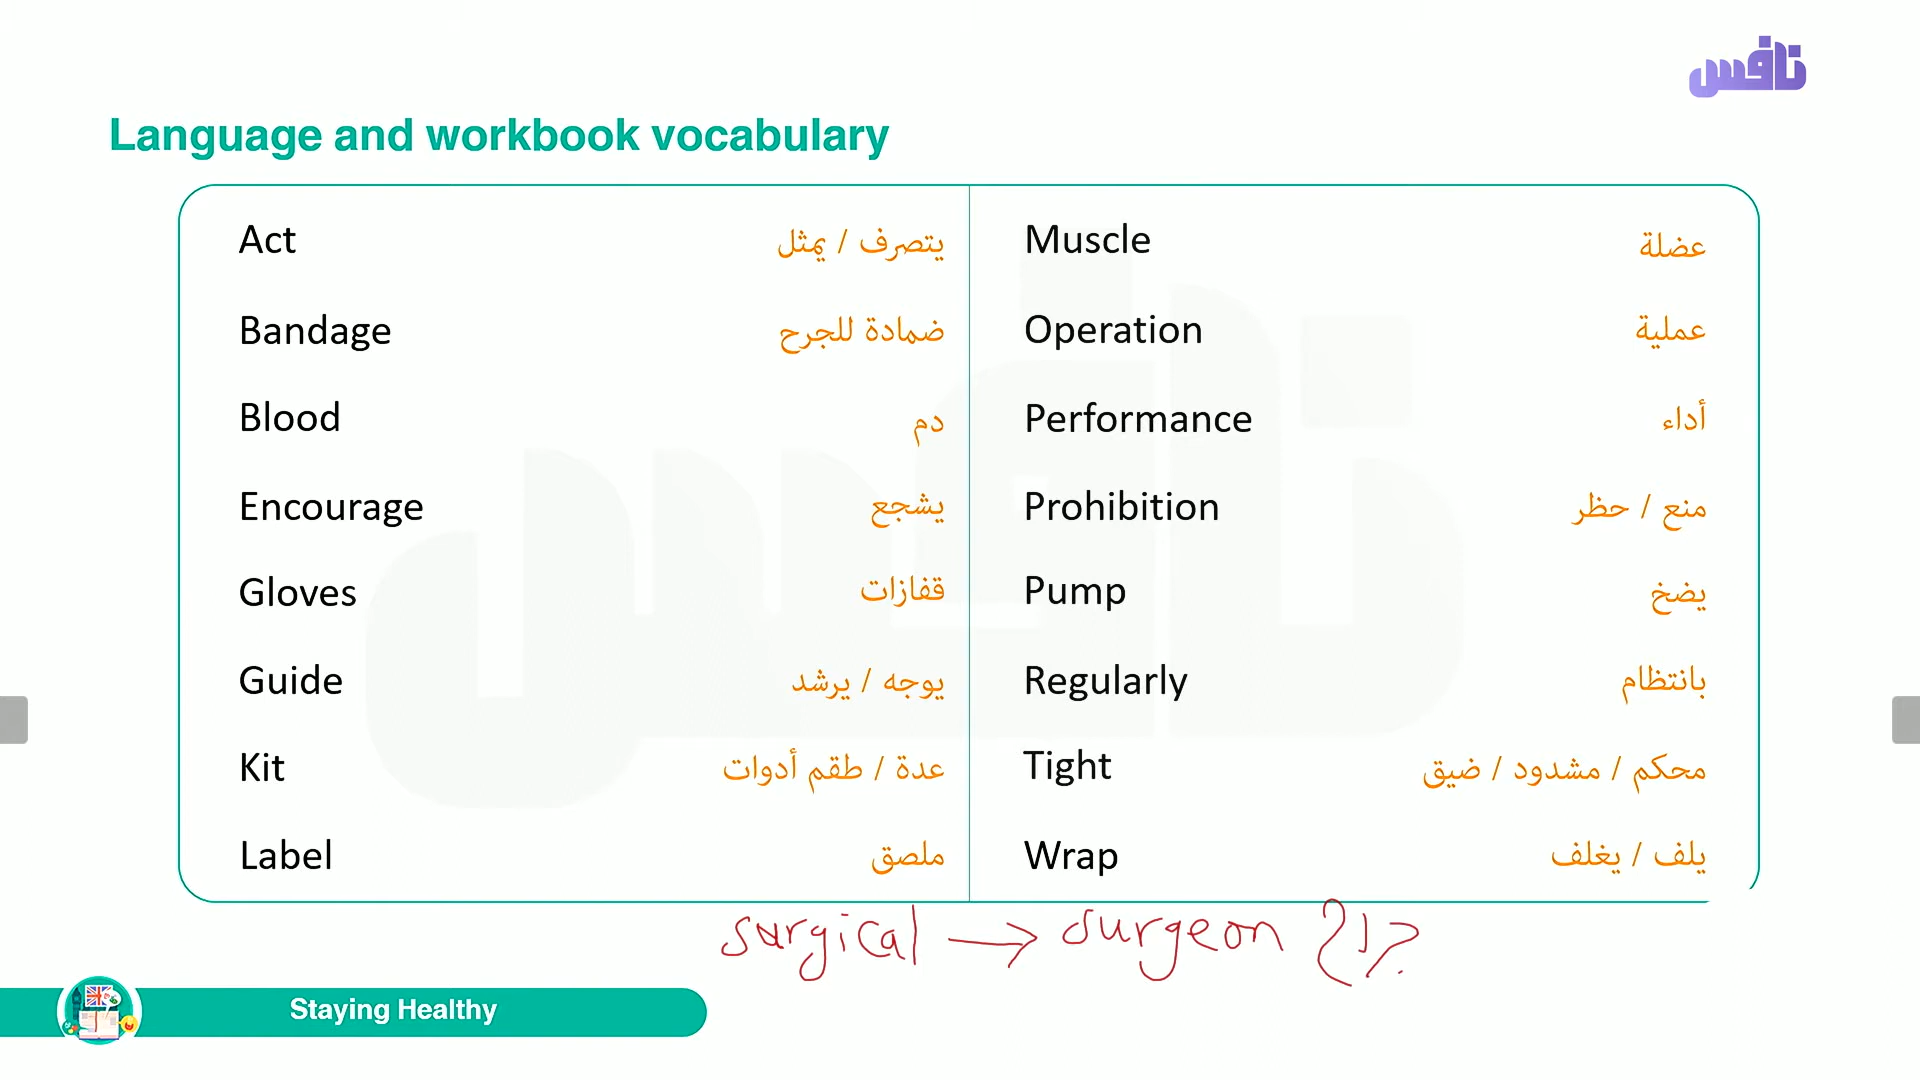 نافس
Language and workbook vocabulary
Act يتصرف / يمثل
Bandage ضمادة للجرح
Blood دم
Encourage يشجع
Gloves قفازات
Guide يوجه / يرشد
Kit عدة / طقم أدوات
Label ملصق
Muscle عضلة
Operation عملية
Performance أداء
Prohibition منع / حظر
Pump يضخ
Regularly بانتظام
Tight محكم / مشدود / ضيق
Wrap يلف / يغلف
surgical → surgeon جراح
Staying Healthy